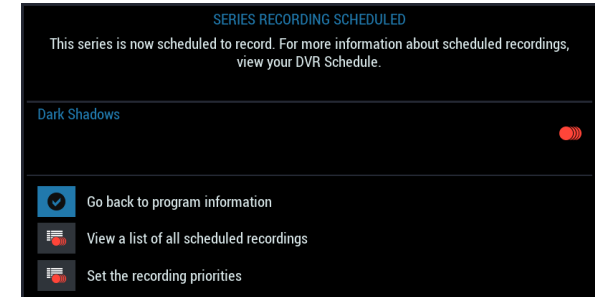 SERIES RECORDING SCHEDULED
This series is now scheduled to record. For more information about scheduled recordings,
view your DVR Schedule.
Dark Shadows
Go back to program information
View a list of all scheduled recordings
Set the recording priorities